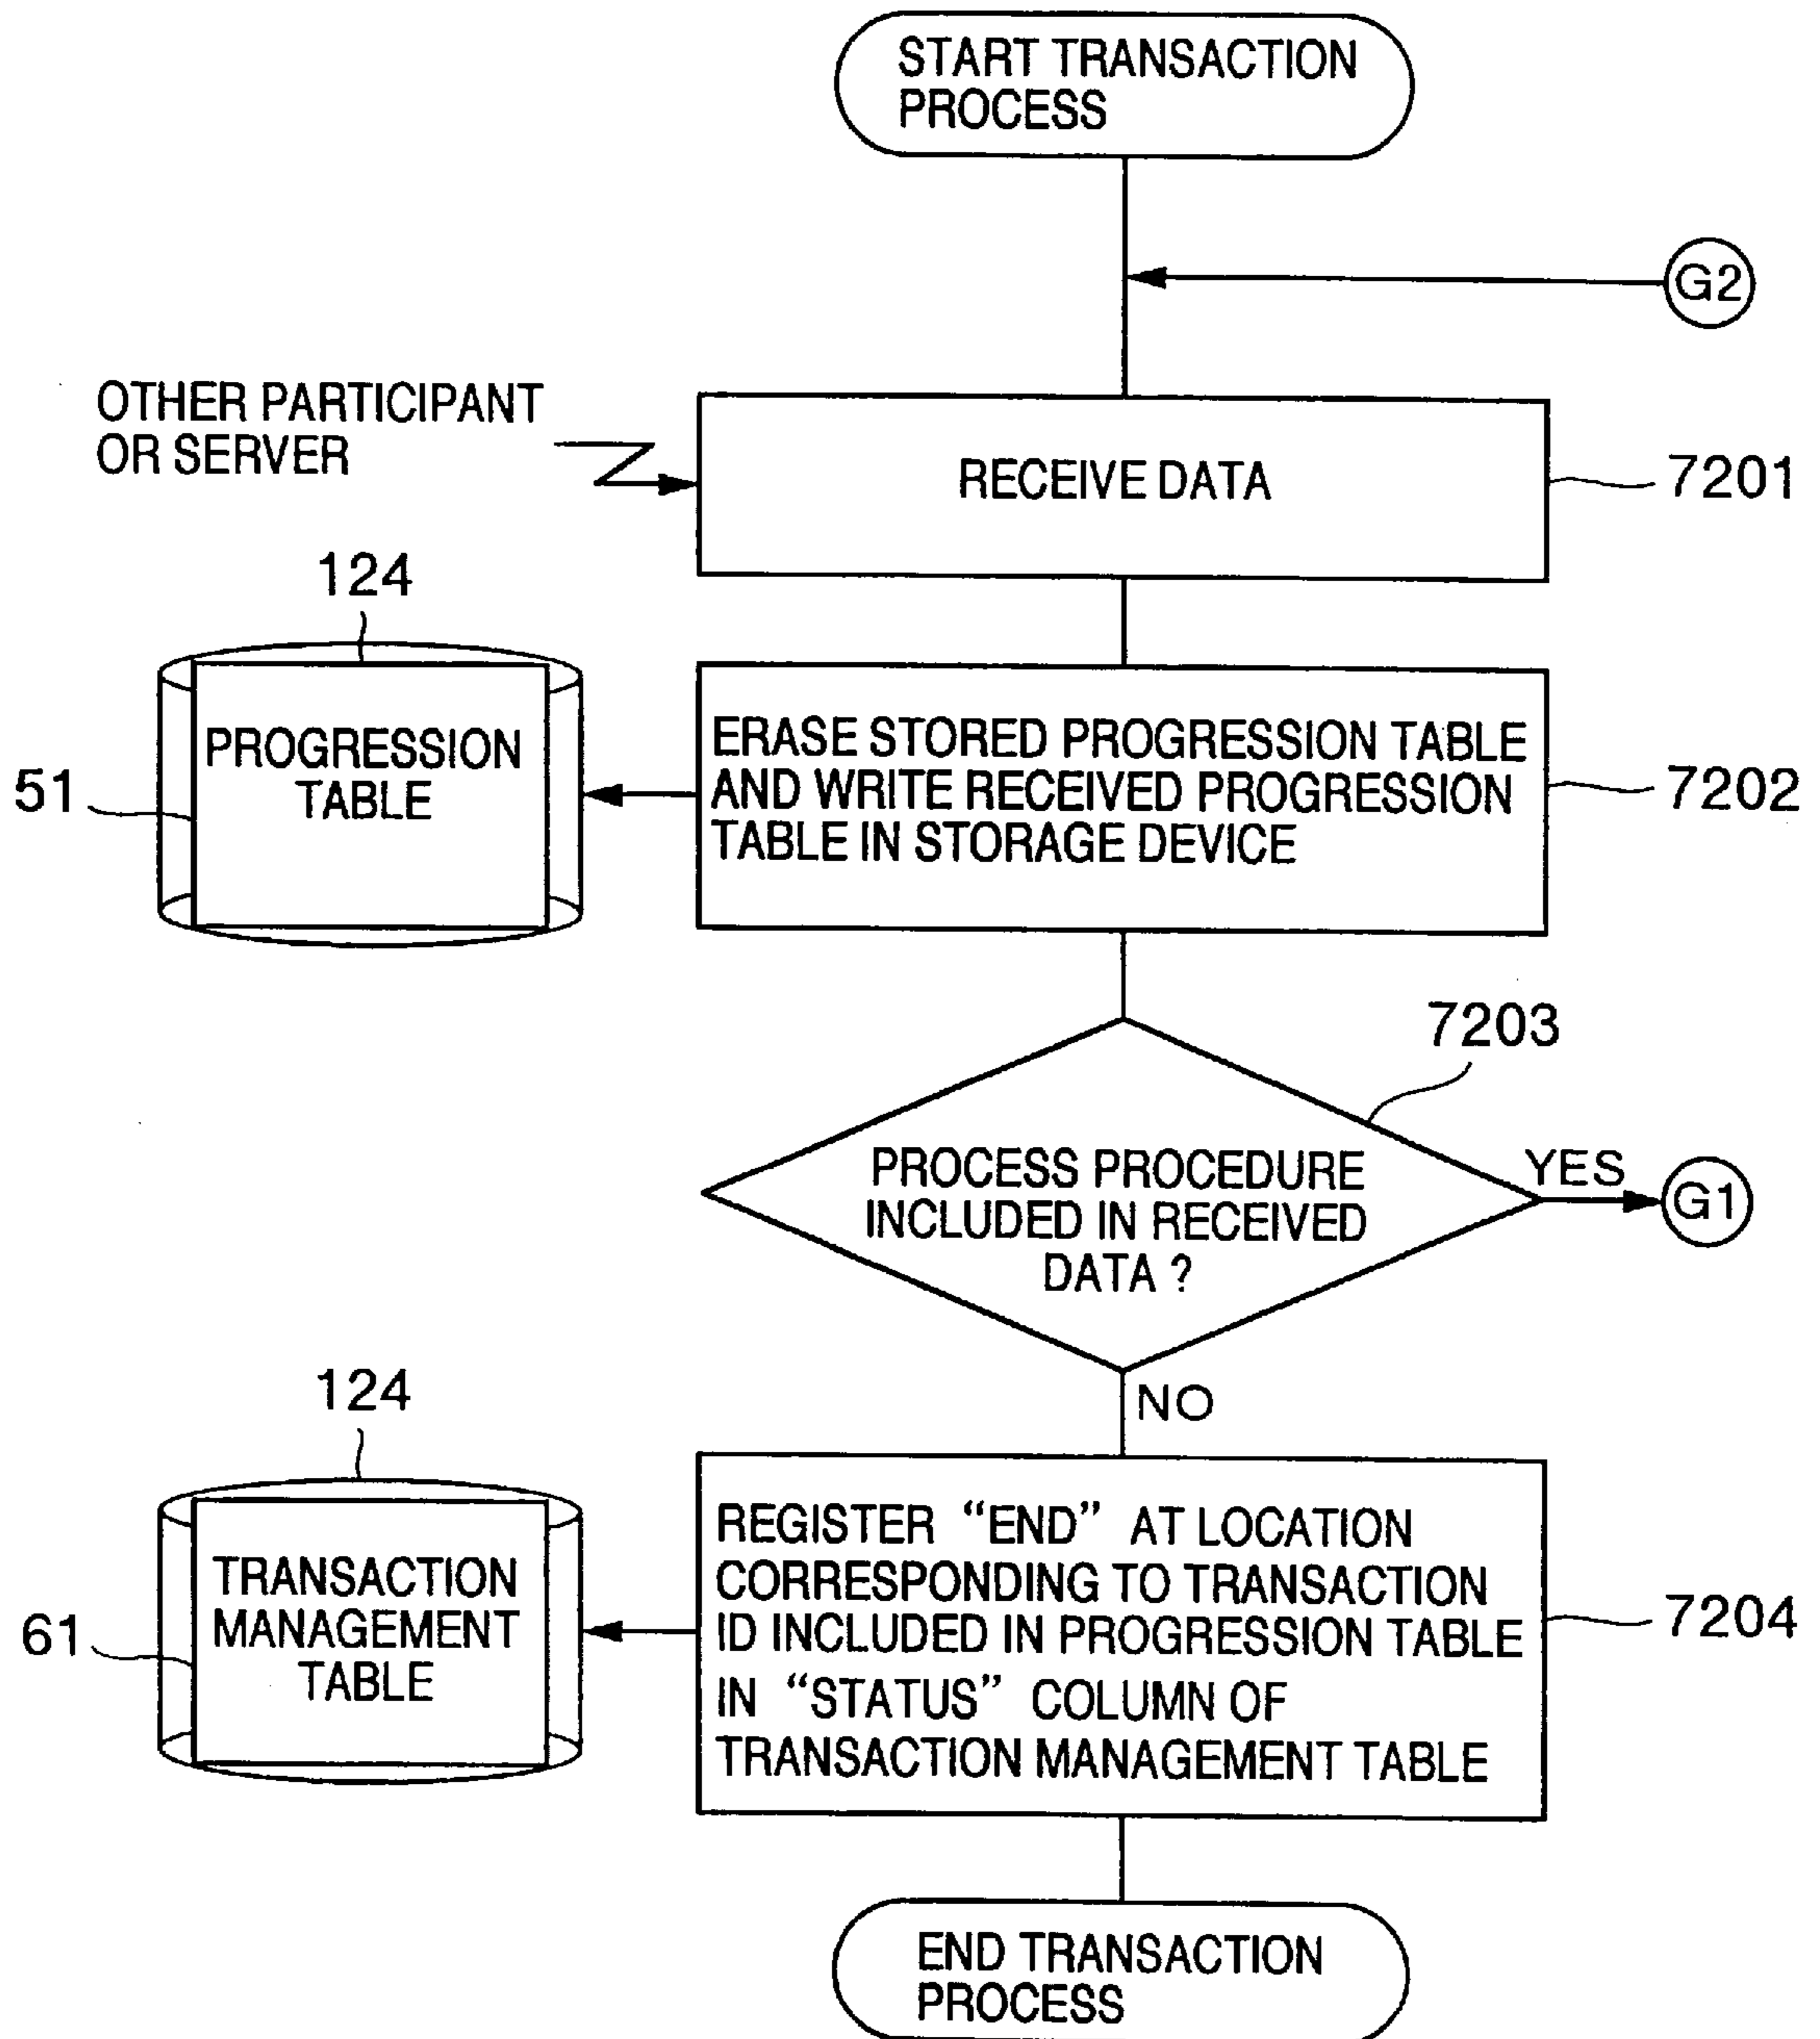 START TRANSACTION
PROCESS
G2
OTHER PARTICIPANT
OR SERVER
RECEIVE DATA
7201
124
PROGRESSION
TABLE
51
ERASE STORED PROGRESSION TABLE
AND WRITE RECEIVED PROGRESSION
TABLE IN STORAGE DEVICE
7202
7203
PROCESS PROCEDURE
INCLUDED IN RECEIVED
DATA ?
YES
G1
NO
124
TRANSACTION
MANAGEMENT
TABLE
61
REGISTER “END” AT LOCATION
CORRESPONDING TO TRANSACTION
ID INCLUDED IN PROGRESSION TABLE
IN “STATUS” COLUMN OF
TRANSACTION MANAGEMENT TABLE
7204
END TRANSACTION
PROCESS